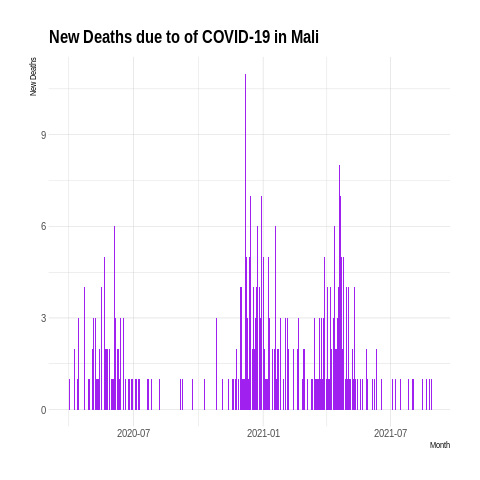 New Deaths due to of COVID-19 in Mali
New Deaths
9
6
3
0
2020-07 2021-01 2021-07
Month